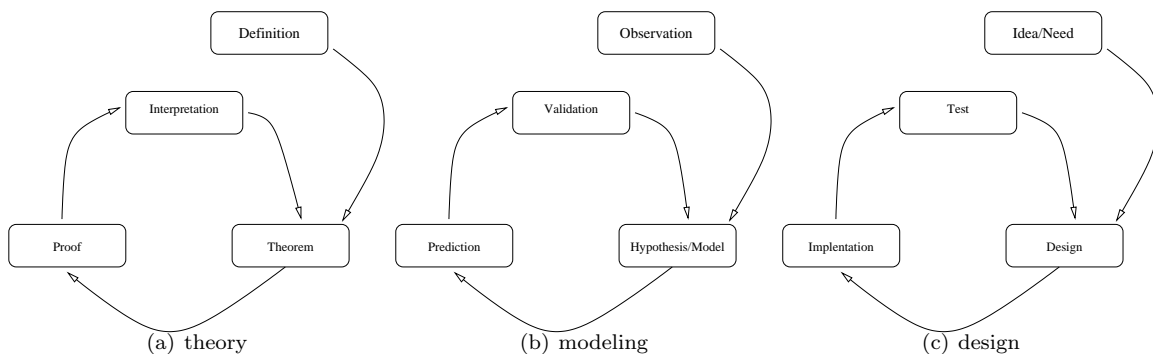 Definition
Interpretation
Proof
Theorem
(a) theory
Observation
Validation
Prediction
Hypothesis/Model
(b) modeling
Idea/Need
Test
Implentation
Design
(c) design